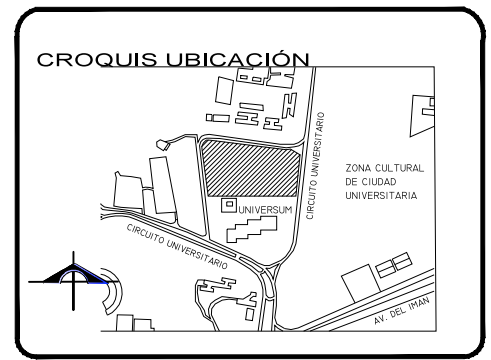 CROQUIS UBICACIÓN
CIRCUITO UNIVERSITARIO
ZONA CULTURAL
DE CIUDAD
UNIVERSITARIA
UNIVERSUM
CIRCUITO UNIVERSITARIO
AV. DEL IMAN